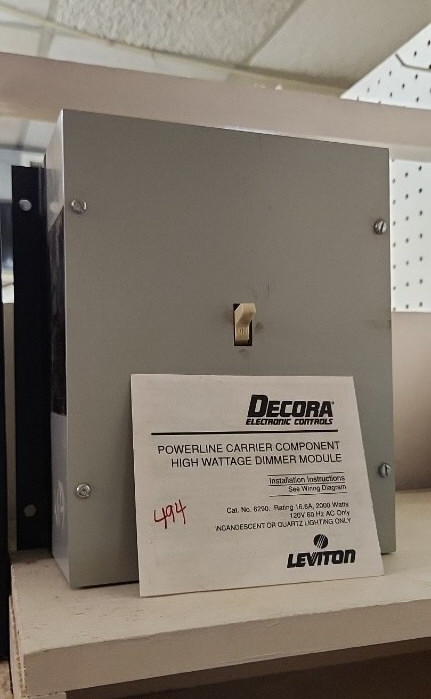 DECORA®
ELECTRONIC CONTROLS
POWERLINE CARRIER COMPONENT
HIGH WATTAGE DIMMER MODULE
Installation Instructions
See Wiring Diagram
494
Cat. No. 6290, Rating 16.6A, 2000 Watts
120V 60 Hz AC Only
INCANDESCENT OR QUARTZ LIGHTING ONLY
LEVITON